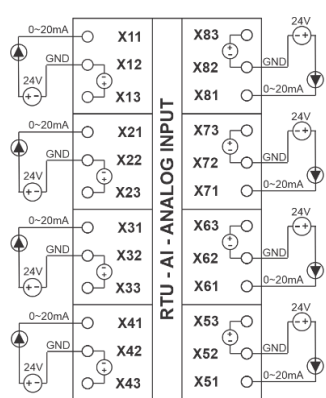 0~20mA X11
GND X12
24V X13
0~20mA X21
GND X22
24V X23
0~20mA X31
GND X32
24V X33
0~20mA X41
GND X42
24V X43
RTU - AI - ANALOG INPUT
24V
X83
X82 GND
X81 0~20mA
24V
X73
X72 GND
X71 0~20mA
24V
X63
X62 GND
X61 0~20mA
24V
X53
X52 GND
X51 0~20mA